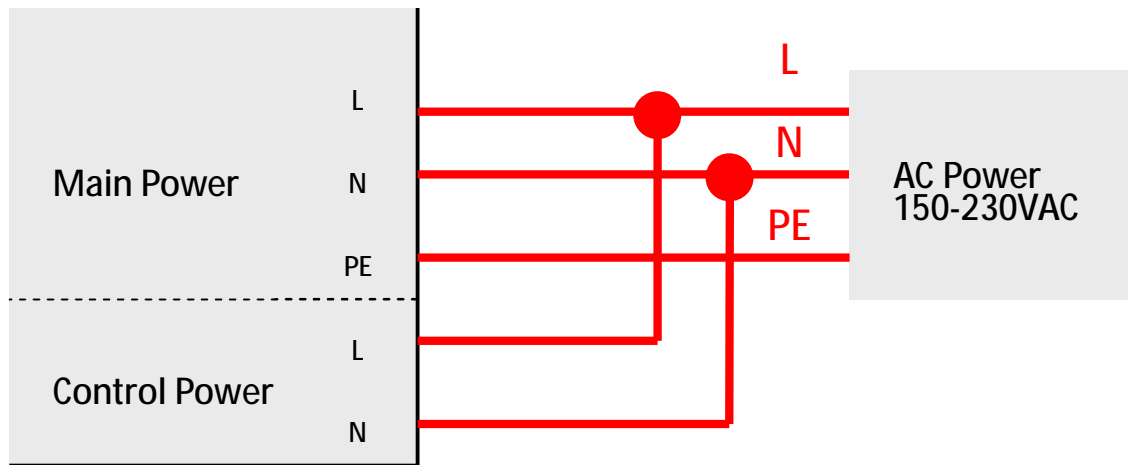 L
L
N
Main Power
N
AC Power
150-230VAC
PE
PE
L
Control Power
N